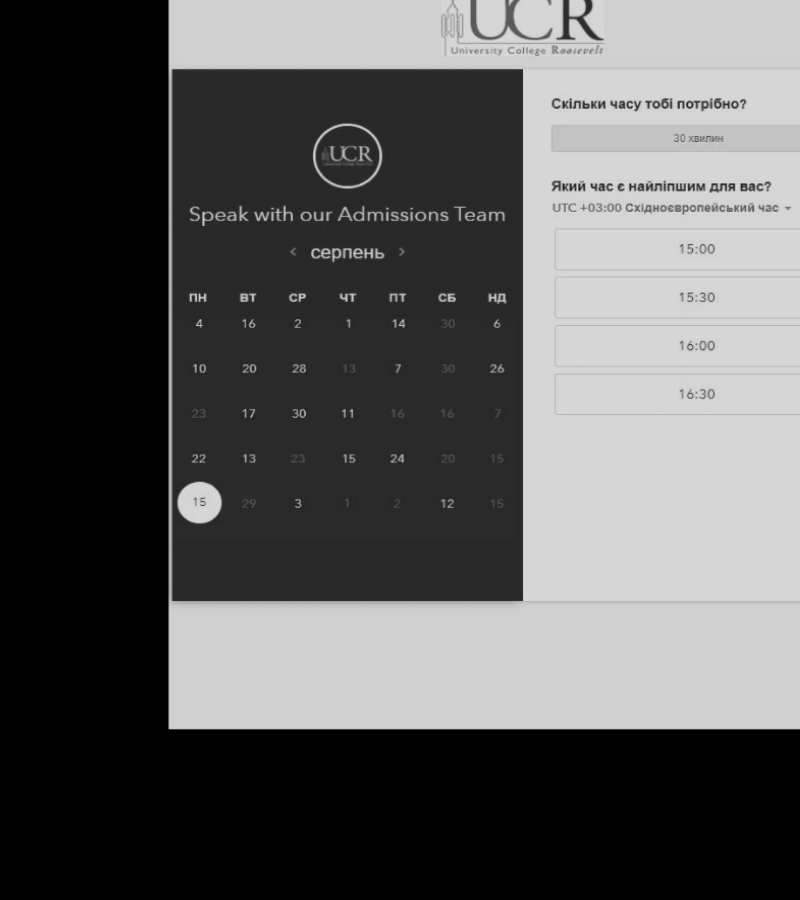 UCR
University College Roosevelt
UCR
Speak with our Admissions Team
‹ серпень ›
ПН ВТ СР ЧТ ПТ СБ НД
4 16 2 1 14 30 6
10 20 28 13 7 30 26
23 17 30 11 16 16 7
22 13 23 15 24 20 15
15 29 3 1 2 12 15
Скільки часу тобі потрібно?
30 хвилин
Який час є найліпшим для вас?
UTC +03:00 Східноєвропейський час
15:00
15:30
16:00
16:30